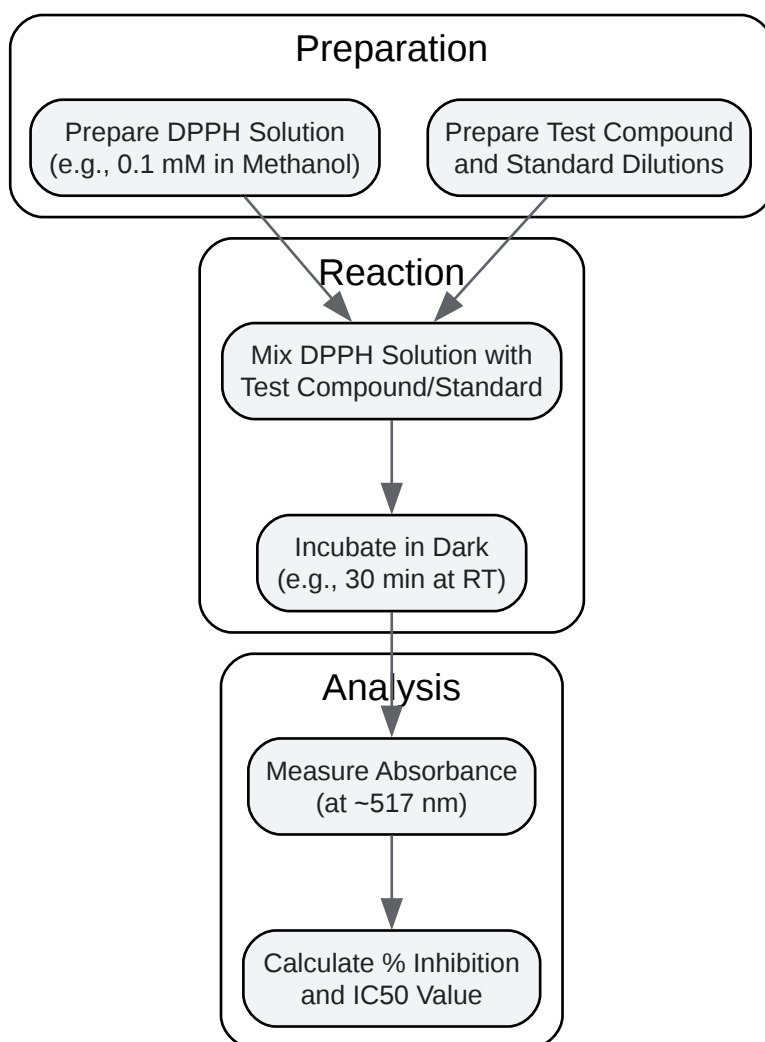 Preparation
Prepare DPPH Solution
(e.g., 0.1 mM in Methanol)
Prepare Test Compound
and Standard Dilutions
Reaction
Mix DPPH Solution with
Test Compound/Standard
Incubate in Dark
(e.g., 30 min at RT)
Analysis
Measure Absorbance
(at ~517 nm)
Calculate % Inhibition
and IC50 Value